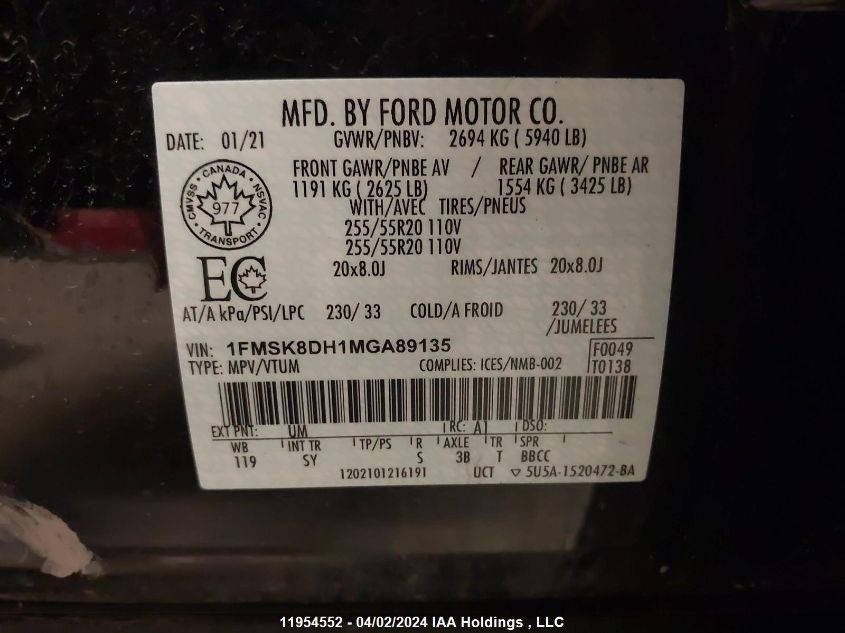 MFD. BY FORD MOTOR CO.
DATE: 01/21 GVWR/PNBV: 2694 KG ( 5940 LB)
FRONT GAWR/PNBE AV / REAR GAWR/ PNBE AR
1191 KG ( 2625 LB) 1554 KG ( 3425 LB)
WITH/AVEC TIRES/PNEUS
255/55R20 110V
255/55R20 110V
20x8.0J RIMS/JANTES 20x8.0J
CANADA
CMVSS NSVAC
977
TRANSPORT
EC
AT/A kPa/PSI/LPC 230/ 33 COLD/A FROID 230/ 33
/JUMELEES
VIN: 1FMSK8DH1MGA89135 F0049
TYPE: MPV/VTUM COMPLIES: ICES/NMB-002 T0138
EXT PNT: UM RC: A1 DSO:
WB INT TR TP/PS R AXLE TR SPR
119 SY S 3B T BBCC
1202101216191 UCT ▽ 5U5A-1520472-BA
11954552 - 04/02/2024 IAA Holdings , LLC